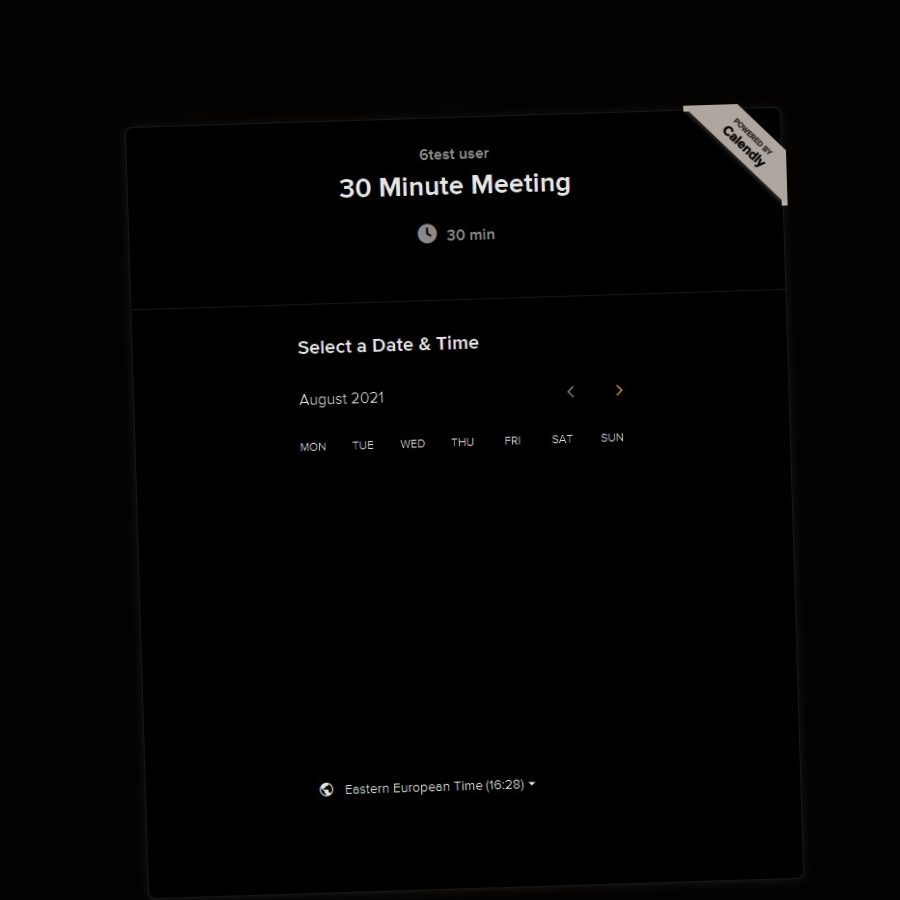 POWERED BY
Calendly
6test user
30 Minute Meeting
30 min
Select a Date & Time
August 2021
MON TUE WED THU FRI SAT SUN
Eastern European Time (16:28)